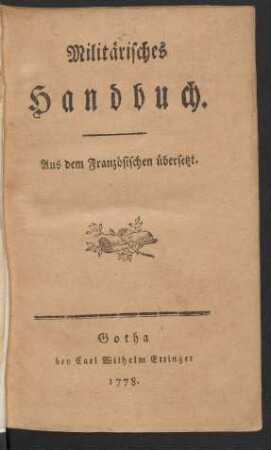 Militärisches
Handbuch.
Aus dem Französischen übersetzt.
Gotha
bey Carl Wilhelm Ettinger
1778.